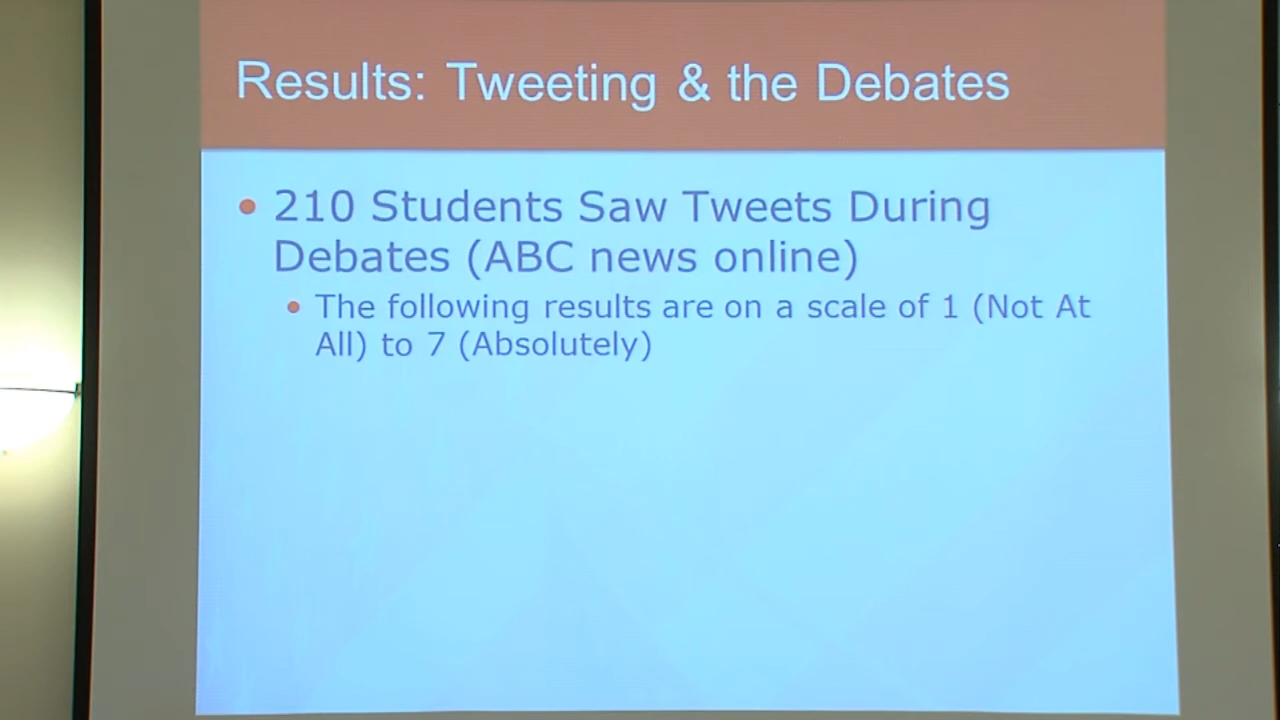 Results: Tweeting & the Debates
• 210 Students Saw Tweets During
Debates (ABC news online)
• The following results are on a scale of 1 (Not At
All) to 7 (Absolutely)